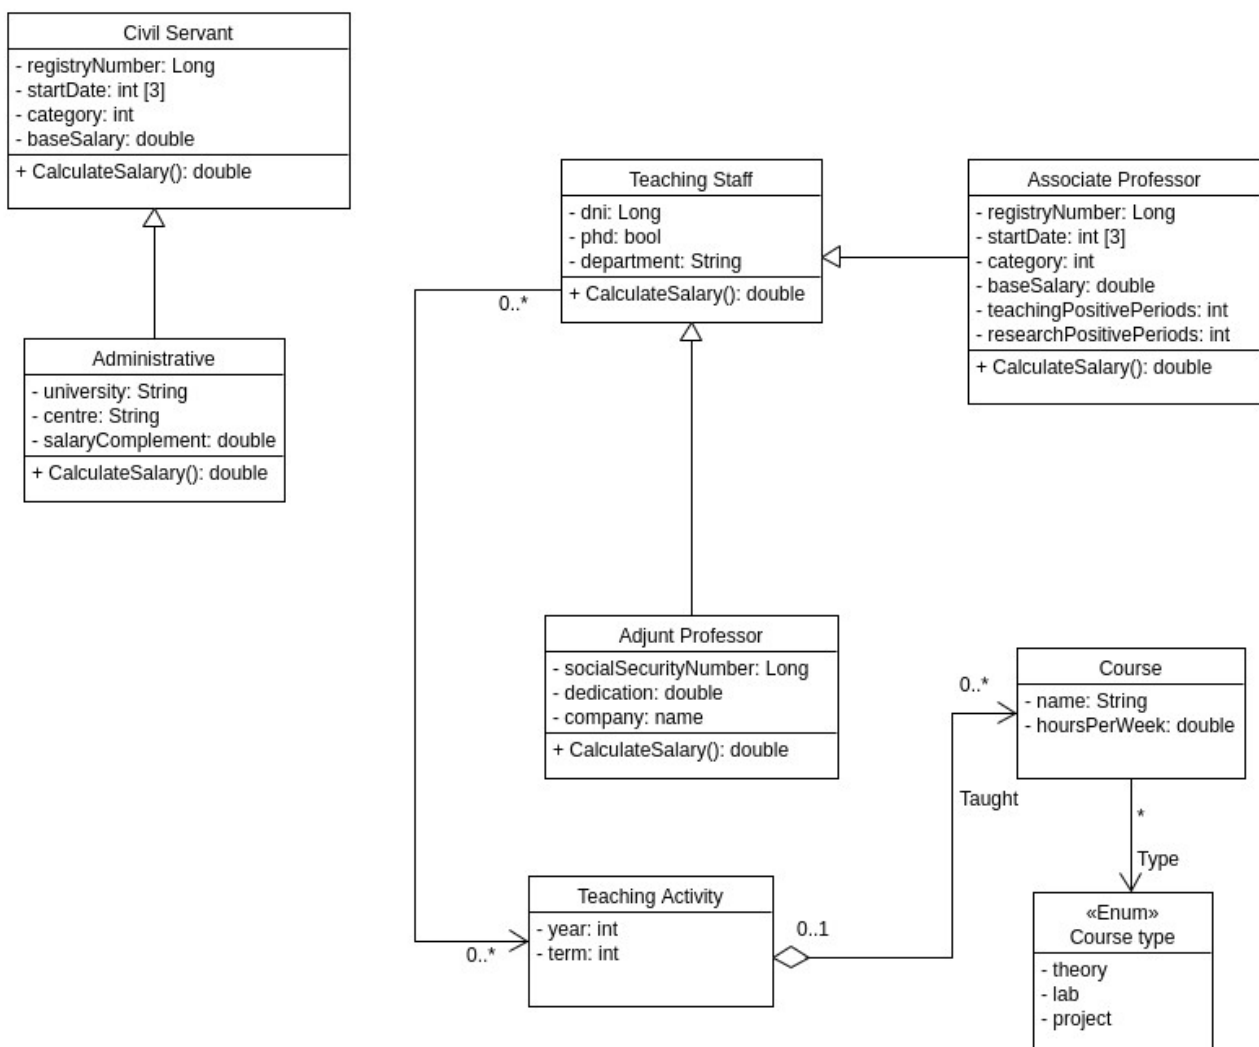 Civil Servant
- registryNumber: Long
- startDate: int [3]
- category: int
- baseSalary: double
+ CalculateSalary(): double
Administrative
- university: String
- centre: String
- salaryComplement: double
+ CalculateSalary(): double
Teaching Staff
- dni: Long
- phd: bool
- department: String
+ CalculateSalary(): double
0..*
Associate Professor
- registryNumber: Long
- startDate: int [3]
- category: int
- baseSalary: double
- teachingPositivePeriods: int
- researchPositivePeriods: int
+ CalculateSalary(): double
Adjunt Professor
- socialSecurityNumber: Long
- dedication: double
- company: name
+ CalculateSalary(): double
Course
- name: String
- hoursPerWeek: double
0..*
Taught
*
Type
Teaching Activity
- year: int
- term: int
0..*
0..1
«Enum»
Course type
- theory
- lab
- project